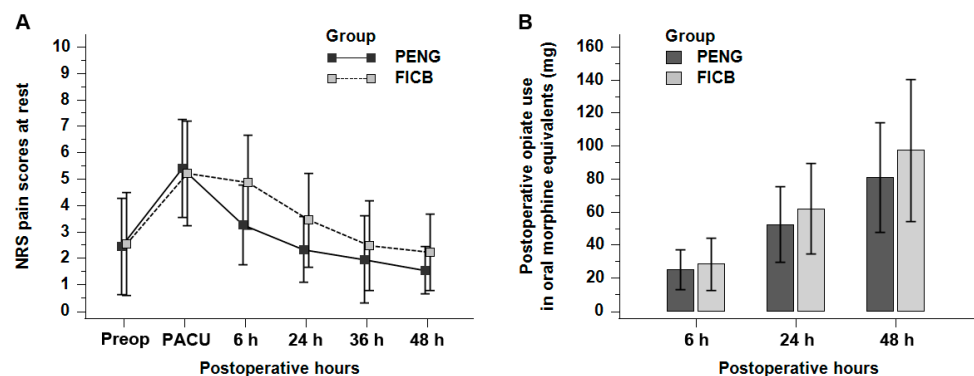 A
NRS pain scores at rest
10
9
8
7
6
5
4
3
2
1
0
Group
PENG
FICB
Preop PACU 6 h 24 h 36 h 48 h
Postoperative hours
B
Postoperative opiate use
in oral morphine equivalents (mg)
160
140
120
100
80
60
40
20
0
Group
PENG
FICB
6 h 24 h 48 h
Postoperative hours